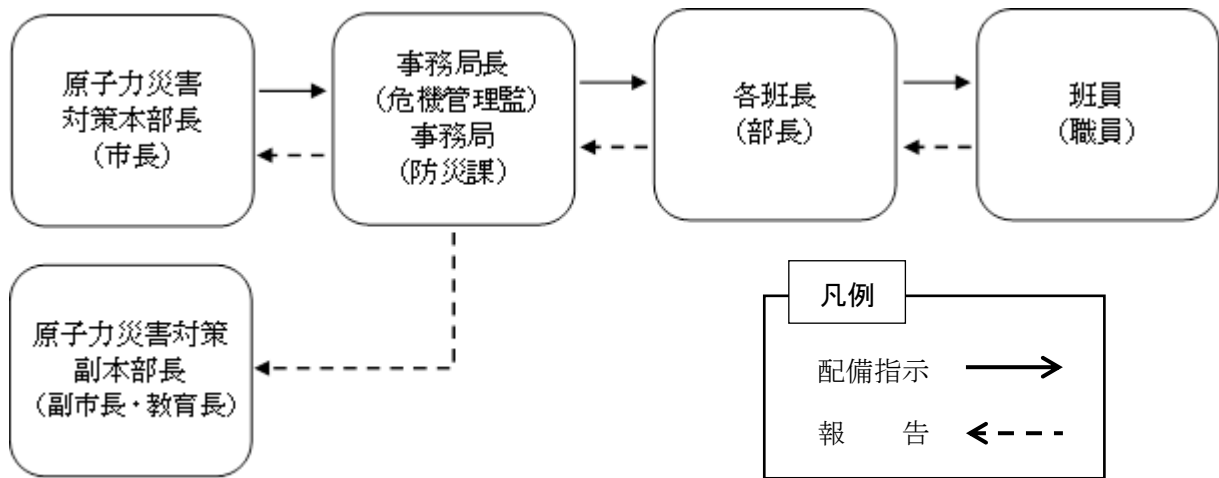 原子力災害
対策本部長
（市長）
事務局長
（危機管理監）
事務局
（防災課）
各班長
（部長）
班員
（職員）
原子力災害対策
副本部長
（副市長・教育長）
凡例
配備指示
報　　告